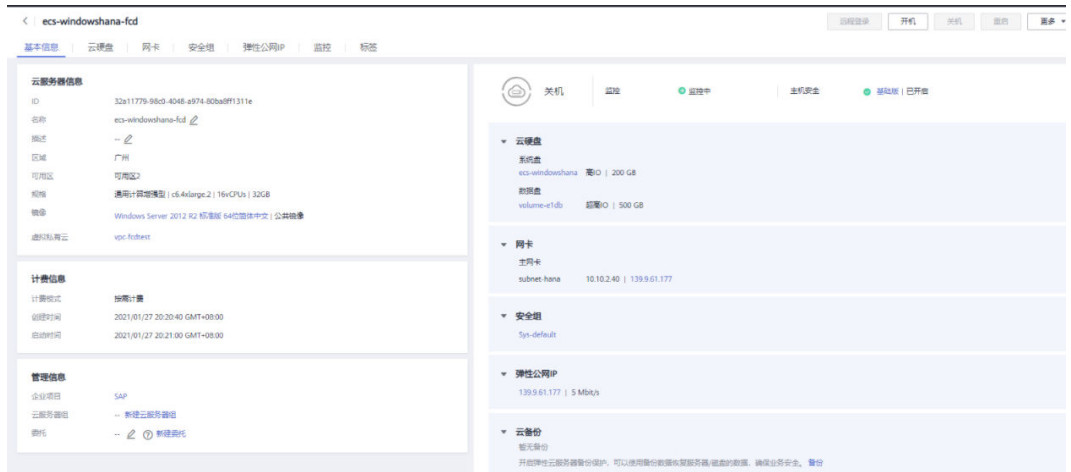 ecs-windowshana-fcd
远程登录 开机 关机 重启 更多
基本信息 云硬盘 网卡 安全组 弹性公网IP 监控 标签
云服务器信息
ID 32a11779-98c0-4048-a974-80ba8ff1311e
名称 ecs-windowshana-fcd
描述 --
区域 广州
可用区 可用区2
规格 通用计算增强型 | c6.4xlarge.2 | 16vCPUs | 32GB
镜像 Windows Server 2012 R2 标准版 64位简体中文 | 公共镜像
虚拟私有云 vpc-fcdtest
计费信息
计费模式 按需计费
创建时间 2021/01/27 20:20:40 GMT+08:00
启动时间 2021/01/27 20:21:00 GMT+08:00
管理信息
企业项目 SAP
云服务器组 -- 新建云服务器组
委托 -- 新建委托
关机 监控 监控中 主机安全 基础版 | 已开启
云硬盘
系统盘
ecs-windowshana 高IO | 200 GB
数据盘
volume-e1db 超高IO | 500 GB
网卡
主网卡
subnet-hana 10.10.2.40 | 139.9.61.177
安全组
Sys-default
弹性公网IP
139.9.61.177 | 5 Mbit/s
云备份
暂无备份
开启弹性云服务器备份保护，可以使用备份数据恢复服务器/磁盘的数据，确保业务安全。 备份